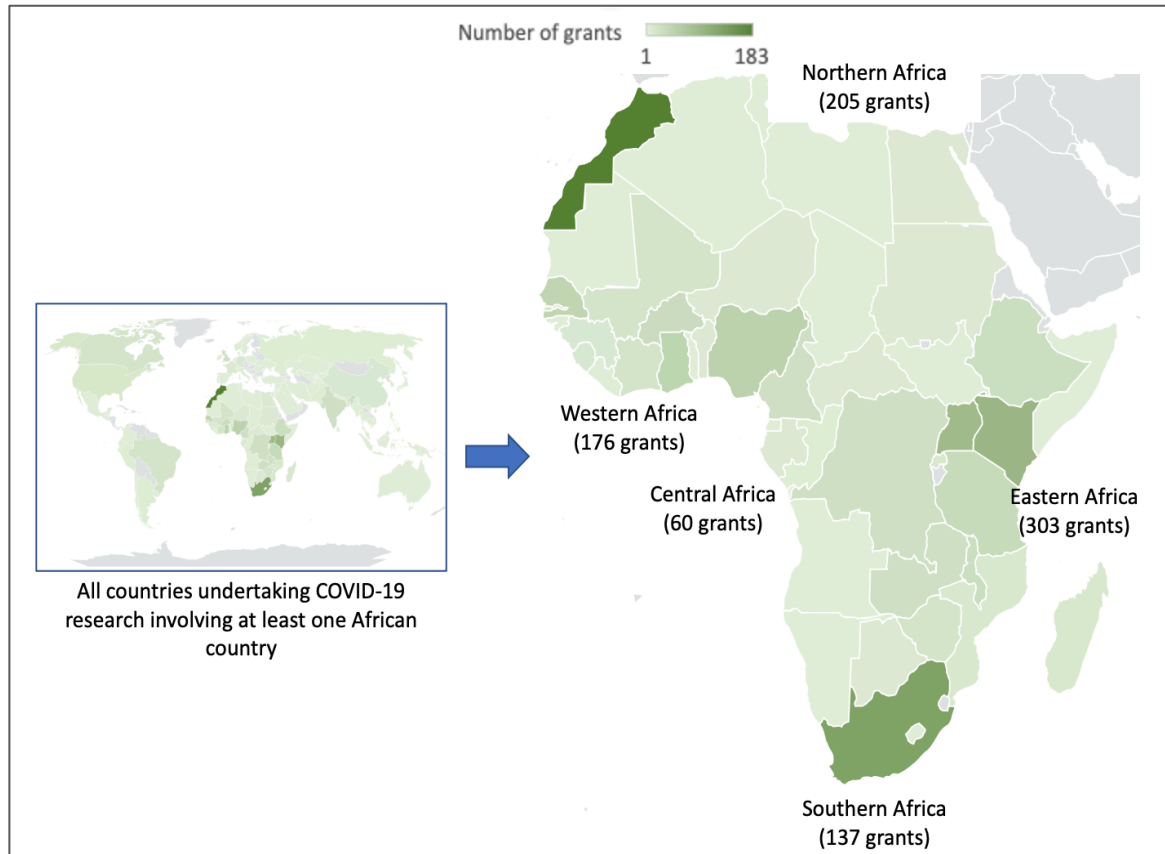 Number of grants
1 183
Northern Africa
(205 grants)
Western Africa
(176 grants)
Central Africa
(60 grants)
Eastern Africa
(303 grants)
All countries undertaking COVID-19
research involving at least one African
country
Southern Africa
(137 grants)